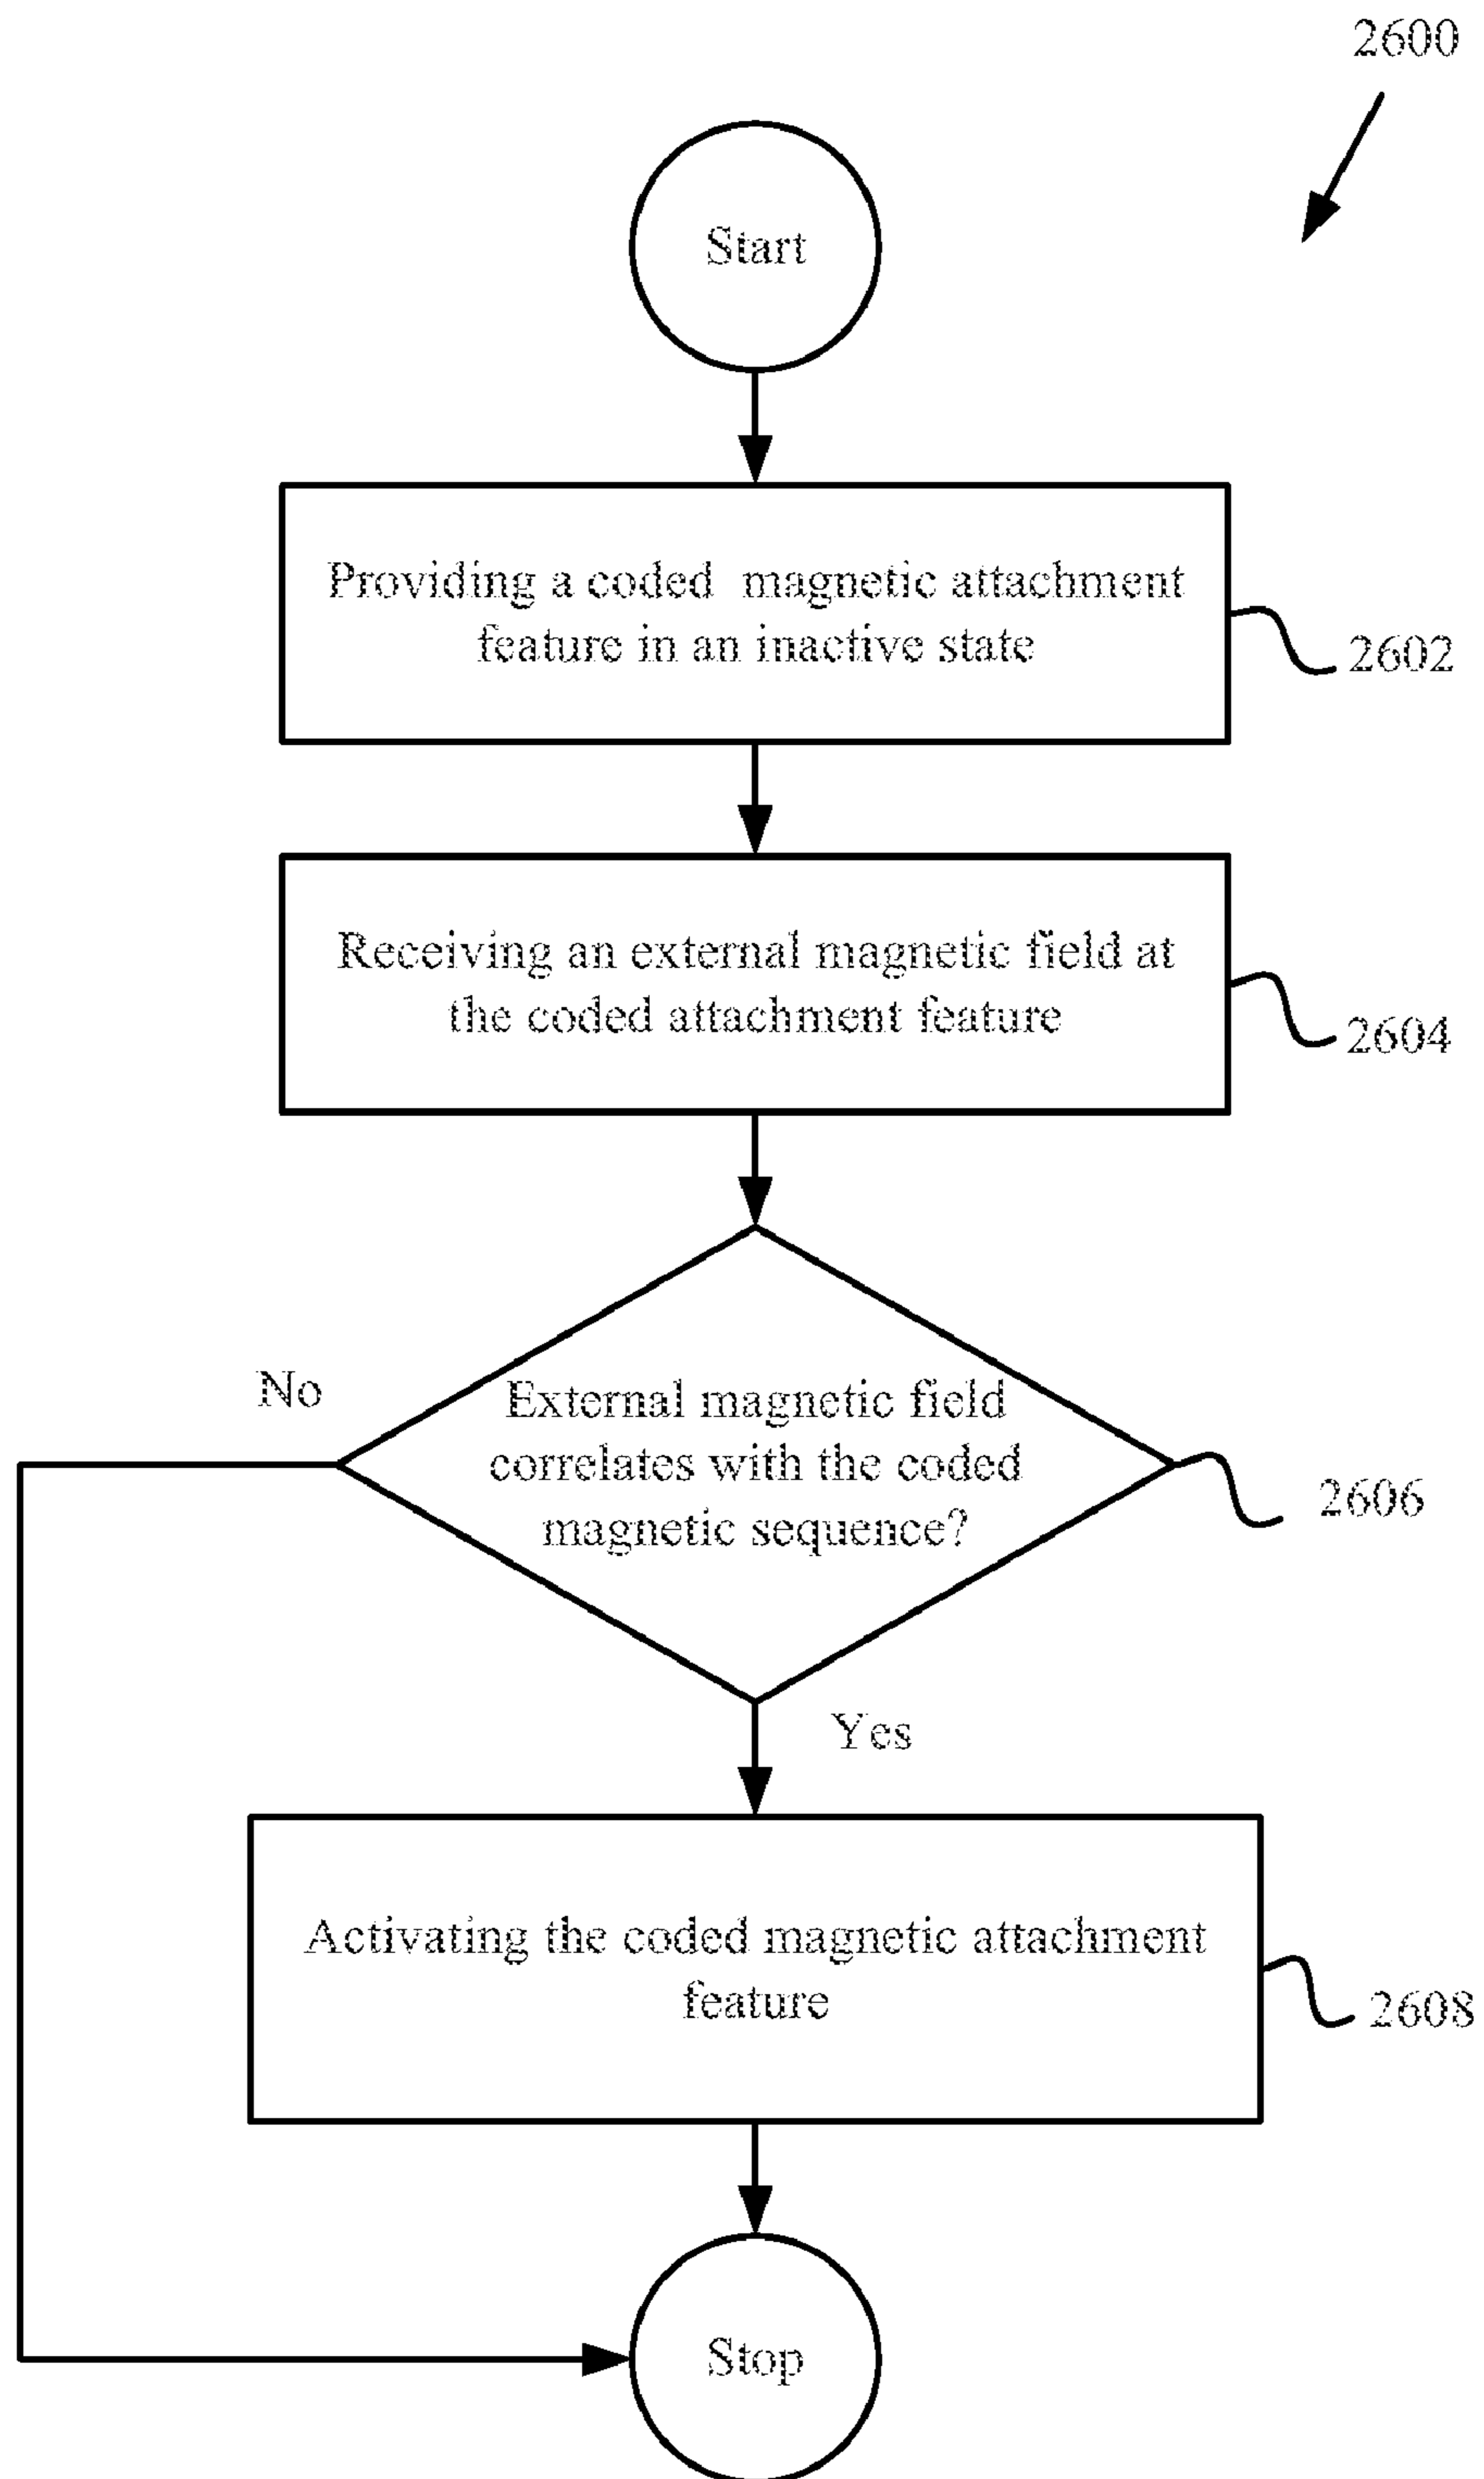 2600
Start
Providing a coded magnetic attachment
feature in an inactive state
2602
Receiving an external magnetic field at
the coded attachment feature
2604
No
External magnetic field
correlates with the coded
magnetic sequence?
2606
Yes
Activating the coded magnetic attachment
feature
2608
Stop